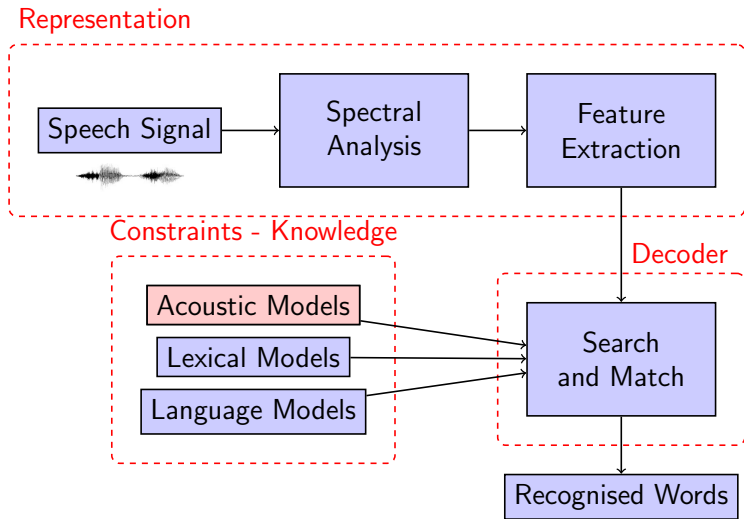 Representation
Speech Signal
Spectral
Analysis
Feature
Extraction
Constraints - Knowledge
Decoder
Acoustic Models
Lexical Models
Language Models
Search
and Match
Recognised Words